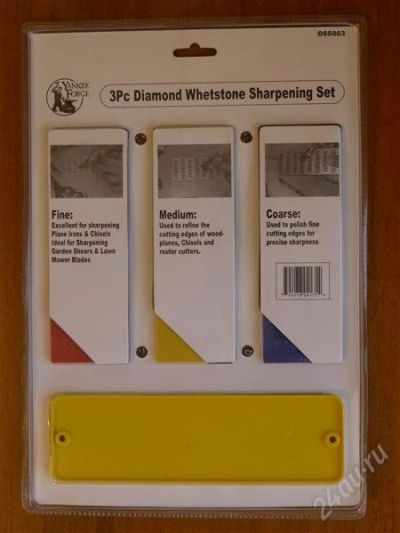 DSS003
YANKEE
FORGE
3Pc Diamond Whetstone Sharpening Set
Fine:
Excellent for sharpening
Plane Irons & Chisels
Ideal for Sharpening
Garden Shears & Lawn
Mower Blades
Medium:
Used to refine the
cutting edges of wood-
planes, Chisels and
router cutters.
Coarse:
Used to polish fine
cutting edges for
precise sharpness
24au.ru